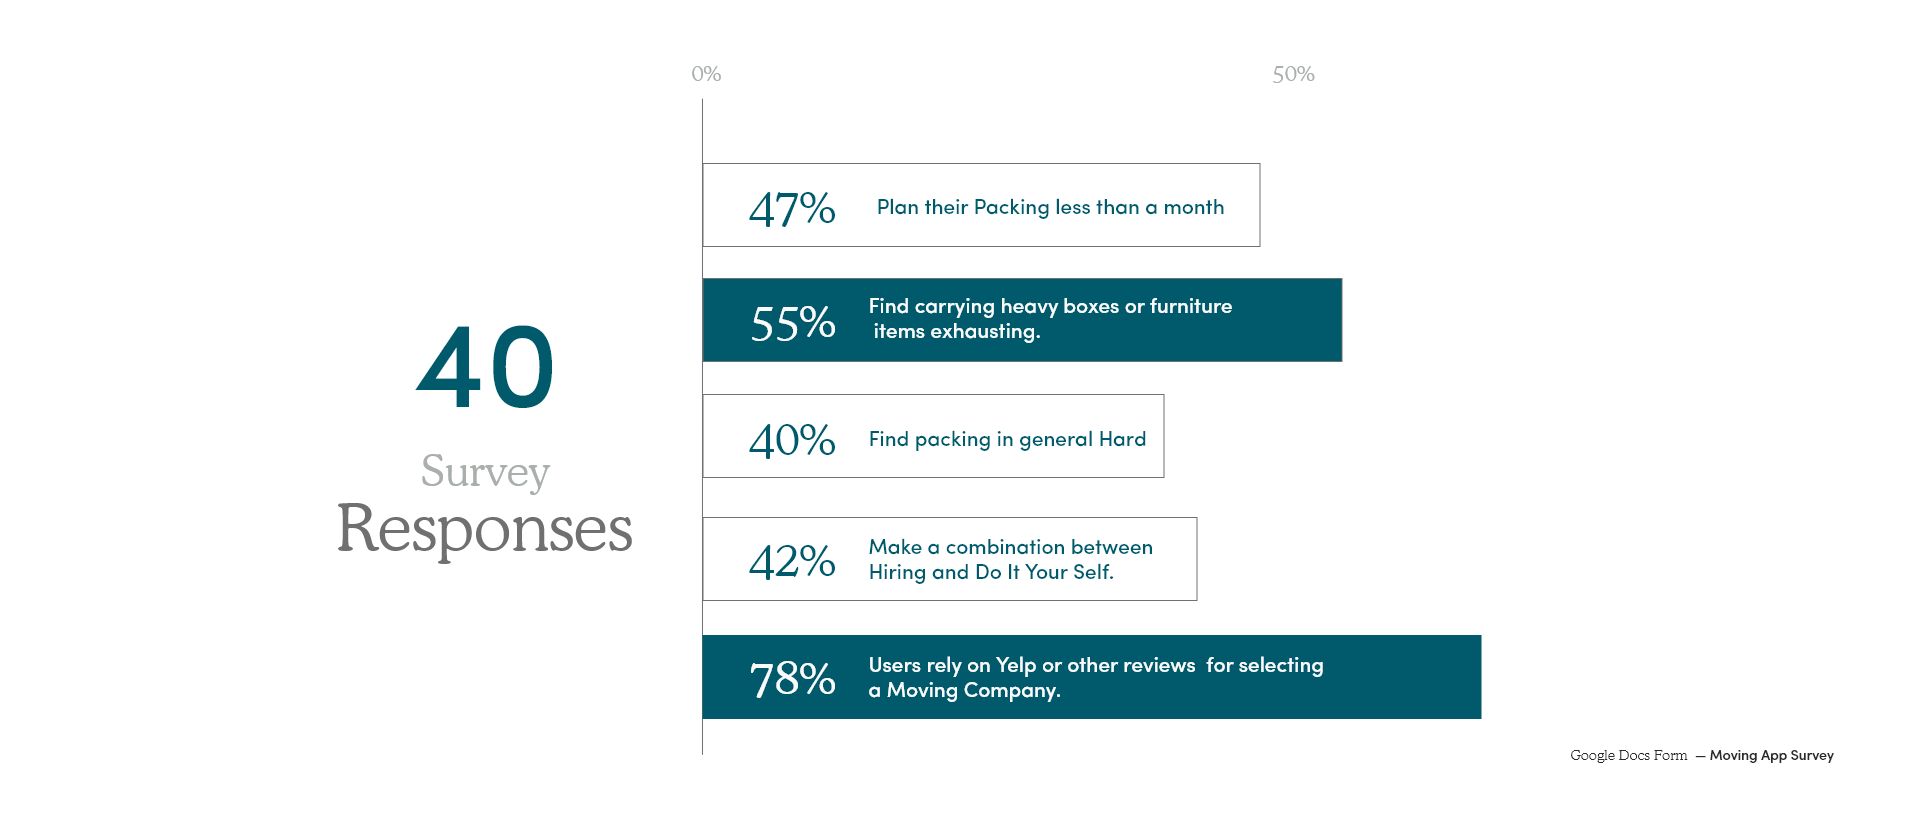 0%
50%
40
Survey
Responses
47%
Plan their Packing less than a month
55%
Find carrying heavy boxes or furniture
items exhausting.
40%
Find packing in general Hard
42%
Make a combination between
Hiring and Do It Your Self.
78%
Users rely on Yelp or other reviews for selecting
a Moving Company.
Google Docs Form — Moving App Survey